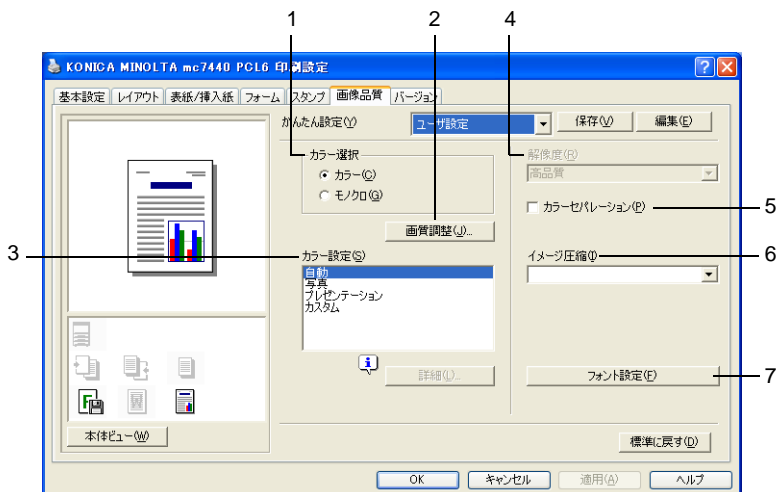 1
2
4
KONICA MINOLTA mc7440 PCL6 印刷設定
基本設定 レイアウト 表紙/挿入紙 フォーム スタンプ 画像品質 バージョン
かんたん設定(Y) ユーザ設定 保存(V) 編集(E)
カラー選択
カラー(C)
モノクロ(G)
解像度(R)
高品質
カラーセパレーション(P)
5
画質調整(J)...
3
カラー設定(S)
自動
写真
プレゼンテーション
カスタム
イメージ圧縮(I)
6
詳細(L)...
フォント設定(F)
7
本体ビュー(W)
標準に戻す(D)
OK キャンセル 適用(A) ヘルプ